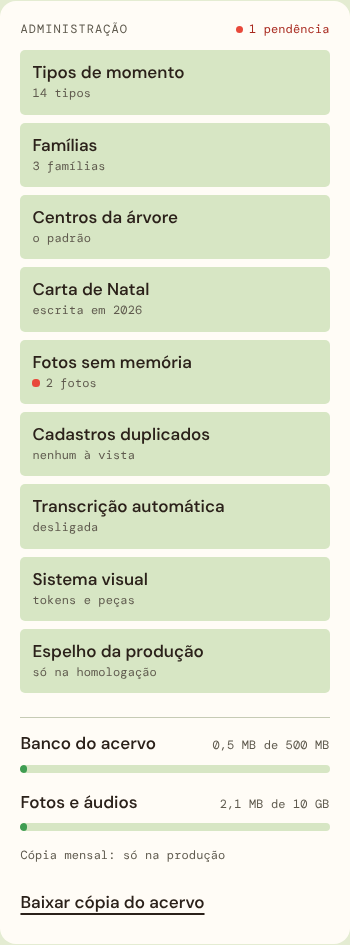 ADMINISTRAÇÃO
1 pendência
Tipos de momento
14 tipos
Famílias
3 famílias
Centros da árvore
o padrão
Carta de Natal
escrita em 2026
Fotos sem memória
2 fotos
Cadastros duplicados
nenhum à vista
Transcrição automática
desligada
Sistema visual
tokens e peças
Espelho da produção
só na homologação
Banco do acervo
0,5 MB de 500 MB
Fotos e áudios
2,1 MB de 10 GB
Cópia mensal: só na produção
Baixar cópia do acervo